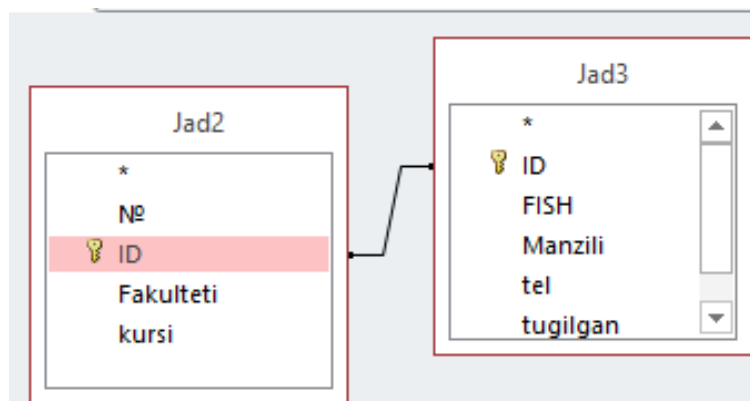 Jad2
*
№
ID
Fakulteti
kursi
Jad3
*
ID
FISH
Manzili
tel
tugilgan